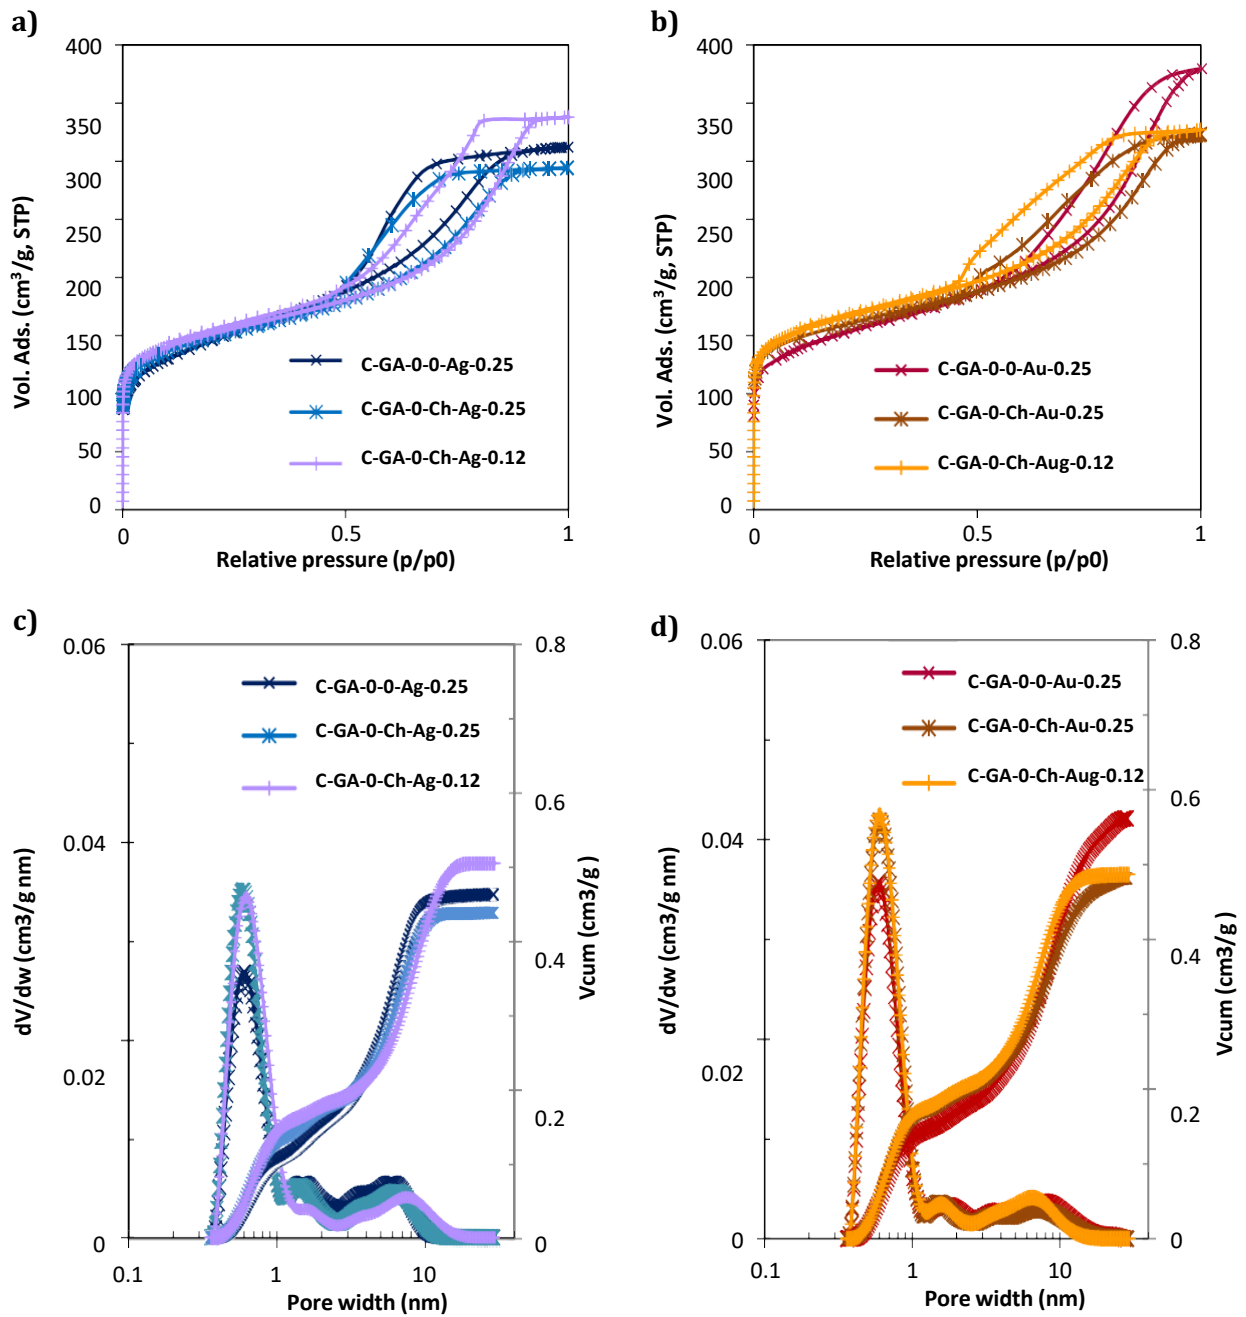 a)
400
350
300
250
200
150
100
50
0
Vol. Ads. (cm³/g, STP)
C-GA-0-0-Ag-0.25
C-GA-0-Ch-Ag-0.25
C-GA-0-Ch-Ag-0.12
0
0.5
1
Relative pressure (p/p0)
b)
400
350
300
250
200
150
100
50
0
Vol. Ads. (cm³/g, STP)
C-GA-0-0-Au-0.25
C-GA-0-Ch-Au-0.25
C-GA-0-Ch-Aug-0.12
0
0.5
1
Relative pressure (p/p0)
c)
0.06
0.04
0.02
0
dV/dw (cm3/g nm)
C-GA-0-0-Ag-0.25
C-GA-0-Ch-Ag-0.25
C-GA-0-Ch-Ag-0.12
0.8
0.6
0.4
0.2
0
Vcum (cm3/g )
0.1
1
10
Pore width (nm)
d)
0.06
0.04
0.02
0
dV/dw (cm3/g nm)
C-GA-0-0-Au-0.25
C-GA-0-Ch-Au-0.25
C-GA-0-Ch-Aug-0.12
0.8
0.6
0.4
0.2
0
Vcum (cm3/g)
0.1
1
10
Pore width (nm)